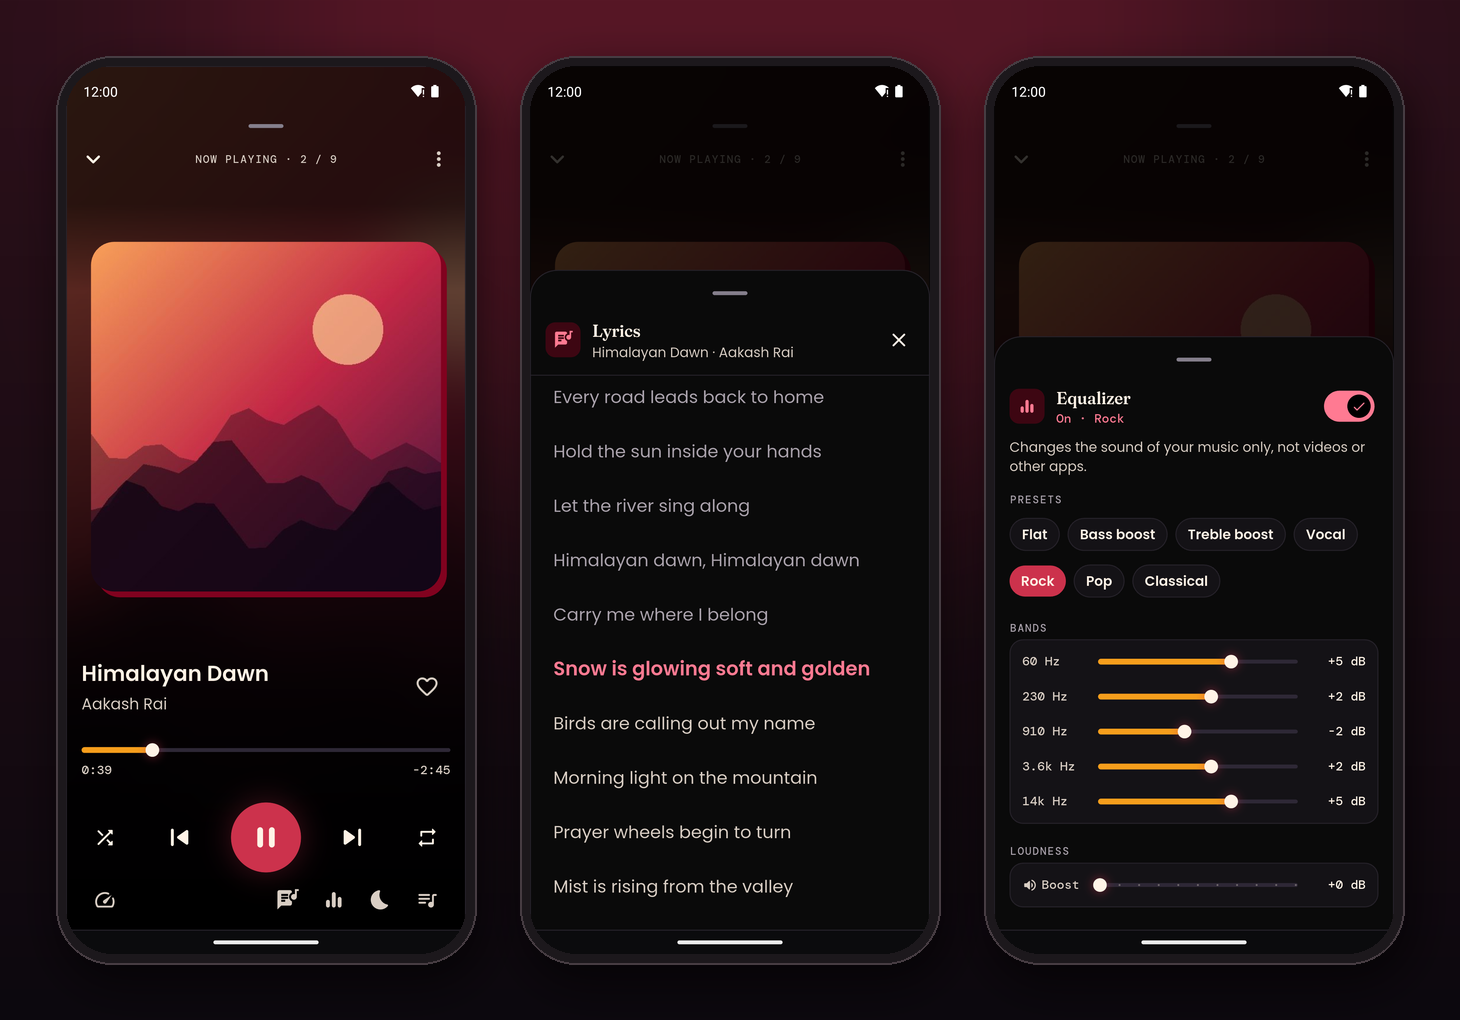 12:00
NOW PLAYING · 2 / 9
Himalayan Dawn
Aakash Rai
0:39 -2:45
12:00
NOW PLAYING · 2 / 9
Lyrics
Himalayan Dawn · Aakash Rai
Every road leads back to home
Hold the sun inside your hands
Let the river sing along
Himalayan dawn, Himalayan dawn
Carry me where I belong
Snow is glowing soft and golden
Birds are calling out my name
Morning light on the mountain
Prayer wheels begin to turn
Mist is rising from the valley
12:00
NOW PLAYING · 2 / 9
Equalizer
On · Rock
Changes the sound of your music only, not videos or
other apps.
PRESETS
Flat Bass boost Treble boost Vocal
Rock Pop Classical
BANDS
60 Hz +5 dB
230 Hz +2 dB
910 Hz -2 dB
3.6k Hz +2 dB
14k Hz +5 dB
LOUDNESS
Boost +0 dB